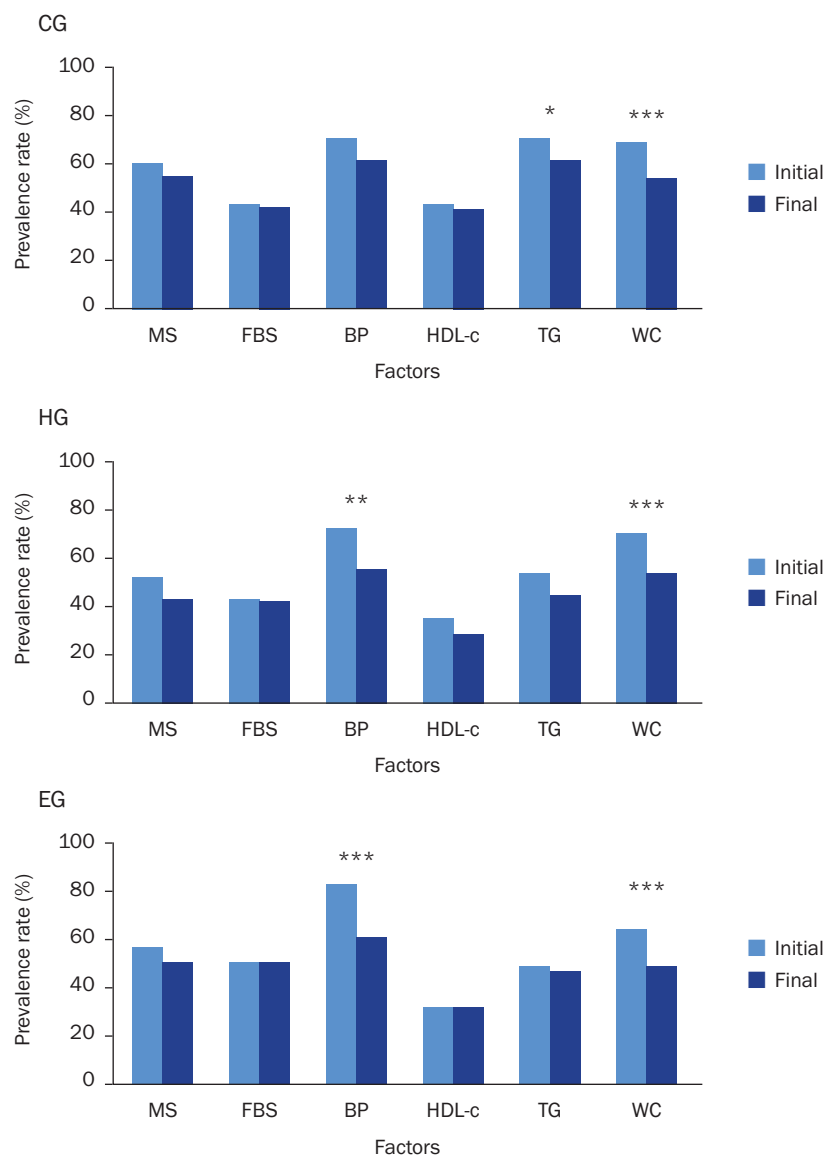 CG
Prevalence rate (%)
100
80
60
40
20
0
* ***
MS FBS BP HDL-c TG WC
Factors
Initial
Final
HG
Prevalence rate (%)
100
80
60
40
20
0
** ***
MS FBS BP HDL-c TG WC
Factors
Initial
Final
EG
Prevalence rate (%)
100
80
60
40
20
0
*** ***
MS FBS BP HDL-c TG WC
Factors
Initial
Final